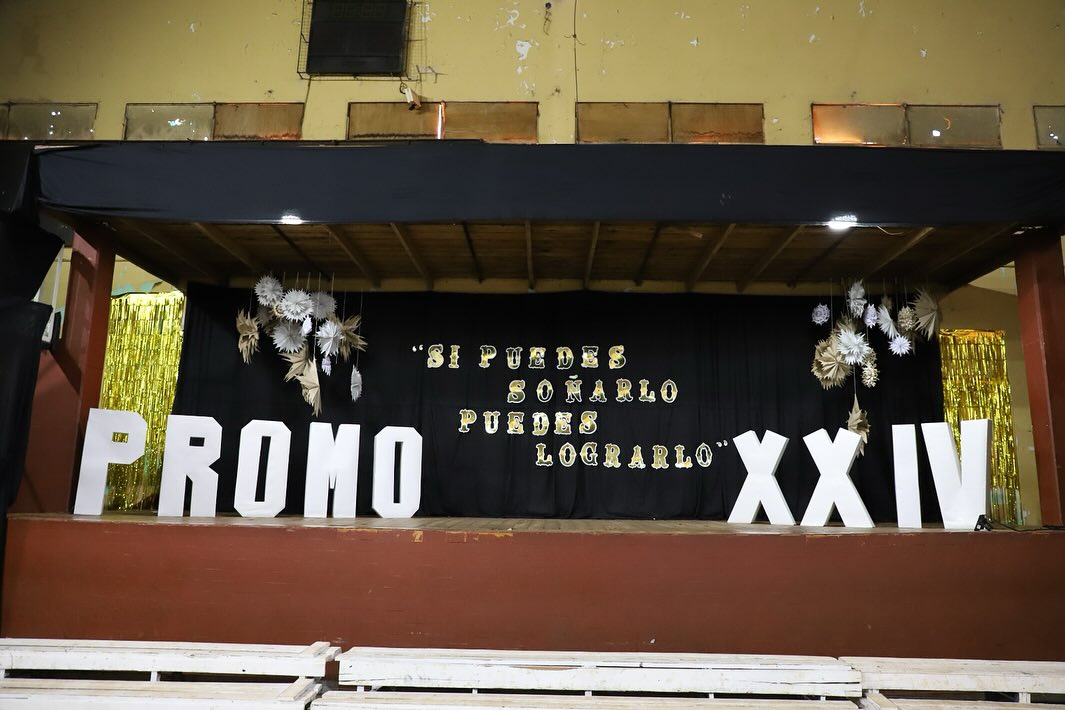 “SI PUEDES
SOÑARLO
PUEDES
LOGRARLO”
PROMO XXIV